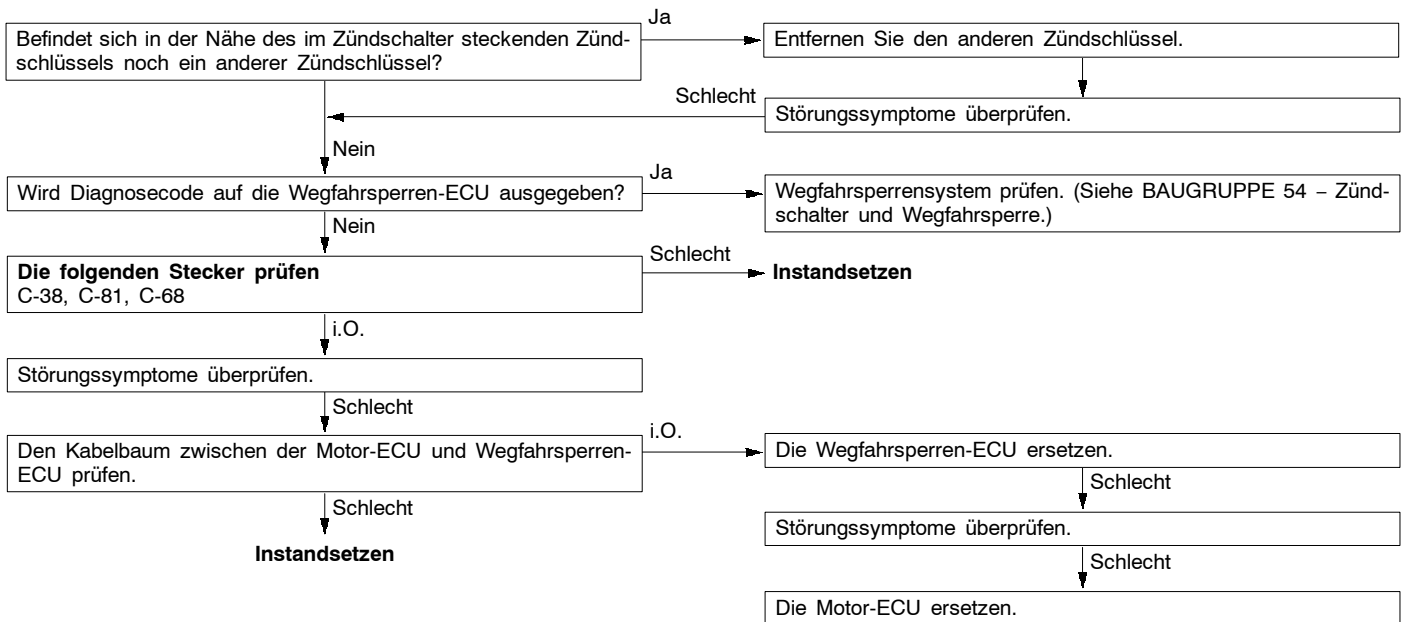 Befindet sich in der Nähe des im Zündschalter steckenden Zünd-
schlüssels noch ein anderer Zündschlüssel?
Ja
Entfernen Sie den anderen Zündschlüssel.
Schlecht
Störungssymptome überprüfen.
Nein
Wird Diagnosecode auf die Wegfahrsperren-ECU ausgegeben?
Ja
Wegfahrsperrensystem prüfen. (Siehe BAUGRUPPE 54 – Zünd-
schalter und Wegfahrsperre.)
Nein
Die folgenden Stecker prüfen
C-38, C-81, C-68
Schlecht
Instandsetzen
i.O.
Störungssymptome überprüfen.
Schlecht
Den Kabelbaum zwischen der Motor-ECU und Wegfahrsperren-
ECU prüfen.
i.O.
Die Wegfahrsperren-ECU ersetzen.
Schlecht
Instandsetzen
Schlecht
Störungssymptome überprüfen.
Schlecht
Die Motor-ECU ersetzen.